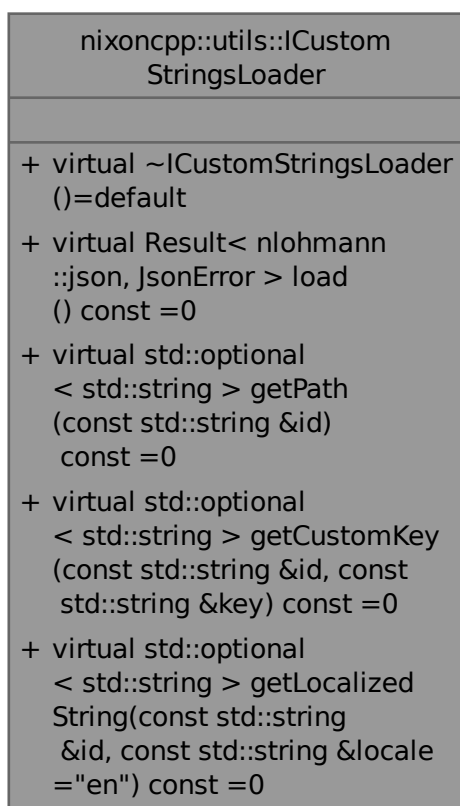 nixoncpp::utils::ICustom
StringsLoader
+ virtual ~ICustomStringsLoader
()=default
+ virtual Result< nlohmann
::json, JsonError > load
() const =0
+ virtual std::optional
< std::string > getPath
(const std::string &id)
const =0
+ virtual std::optional
< std::string > getCustomKey
(const std::string &id, const
std::string &key) const =0
+ virtual std::optional
< std::string > getLocalized
String(const std::string
&id, const std::string &locale
="en") const =0